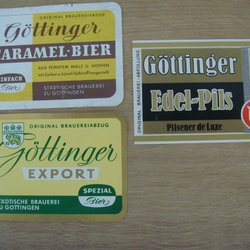 ORIGINAL BRAUEREIABZUG
Göttinger
CARAMEL-BIER
EINFACH
Bier
AUS FEINSTEM MALZ U. HOPFEN
STÄDTISCHE BRAUEREI
ZU GÖTTINGEN
ORIGINAL BRAUEREIABZUG
Göttinger
EXPORT
SPEZIAL
Bier
STÄDTISCHE BRAUEREI
ZU GÖTTINGEN
ORIGINAL BRAUEREI-ABFÜLLUNG
Göttinger
Edel-Pils
Pilsener de Luxe